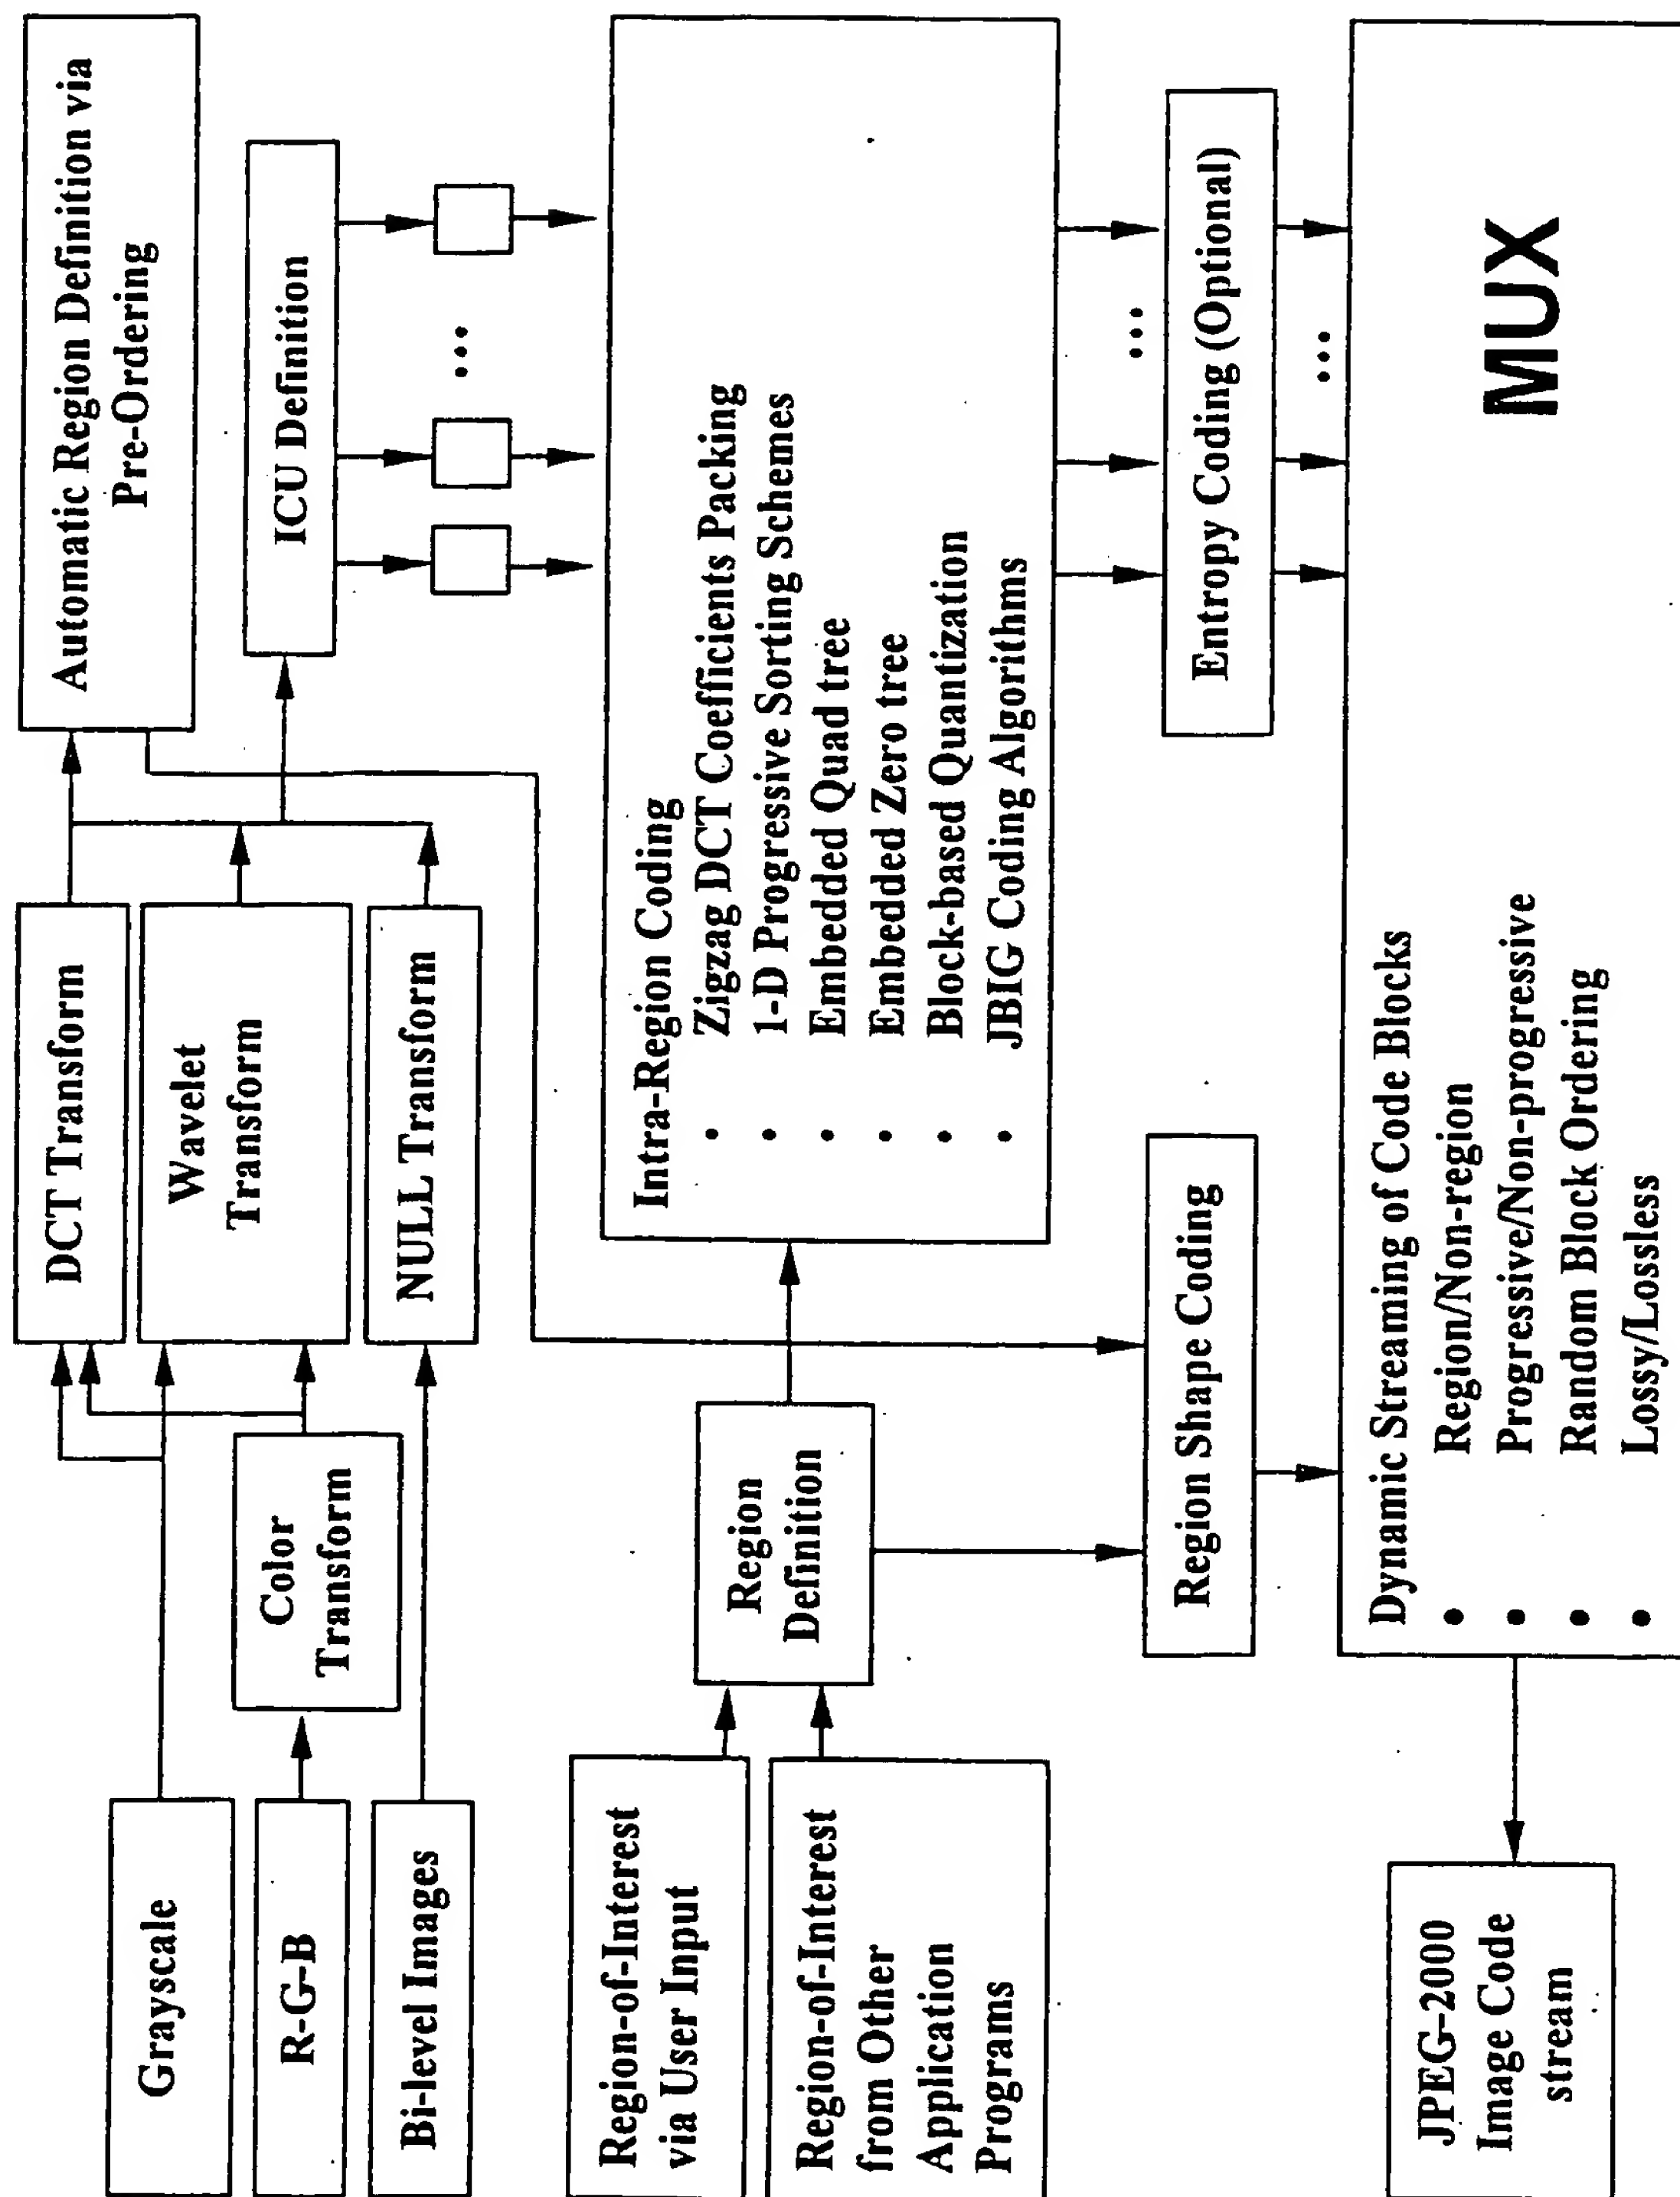 Grayscale
R-G-B
Bi-level Images
Color
Transform
DCT Transform
Wavelet
Transform
NULL Transform
Automatic Region Definition via
Pre-Ordering
ICU Definition
...
Region-of-Interest
via User Input
Region-of-Interest
from Other
Application
Programs
Region
Definition
Intra-Region Coding
• Zigzag DCT Coefficients Packing
• 1-D Progressive Sorting Schemes
• Embedded Quad tree
• Embedded Zero tree
• Block-based Quantization
• JBIG Coding Algorithms
...
Region Shape Coding
Entropy Coding (Optional)
...
Dynamic Streaming of Code Blocks
• Region/Non-region
• Progressive/Non-progressive
• Random Block Ordering
• Lossy/Lossless
MUX
JPEG-2000
Image Code
stream